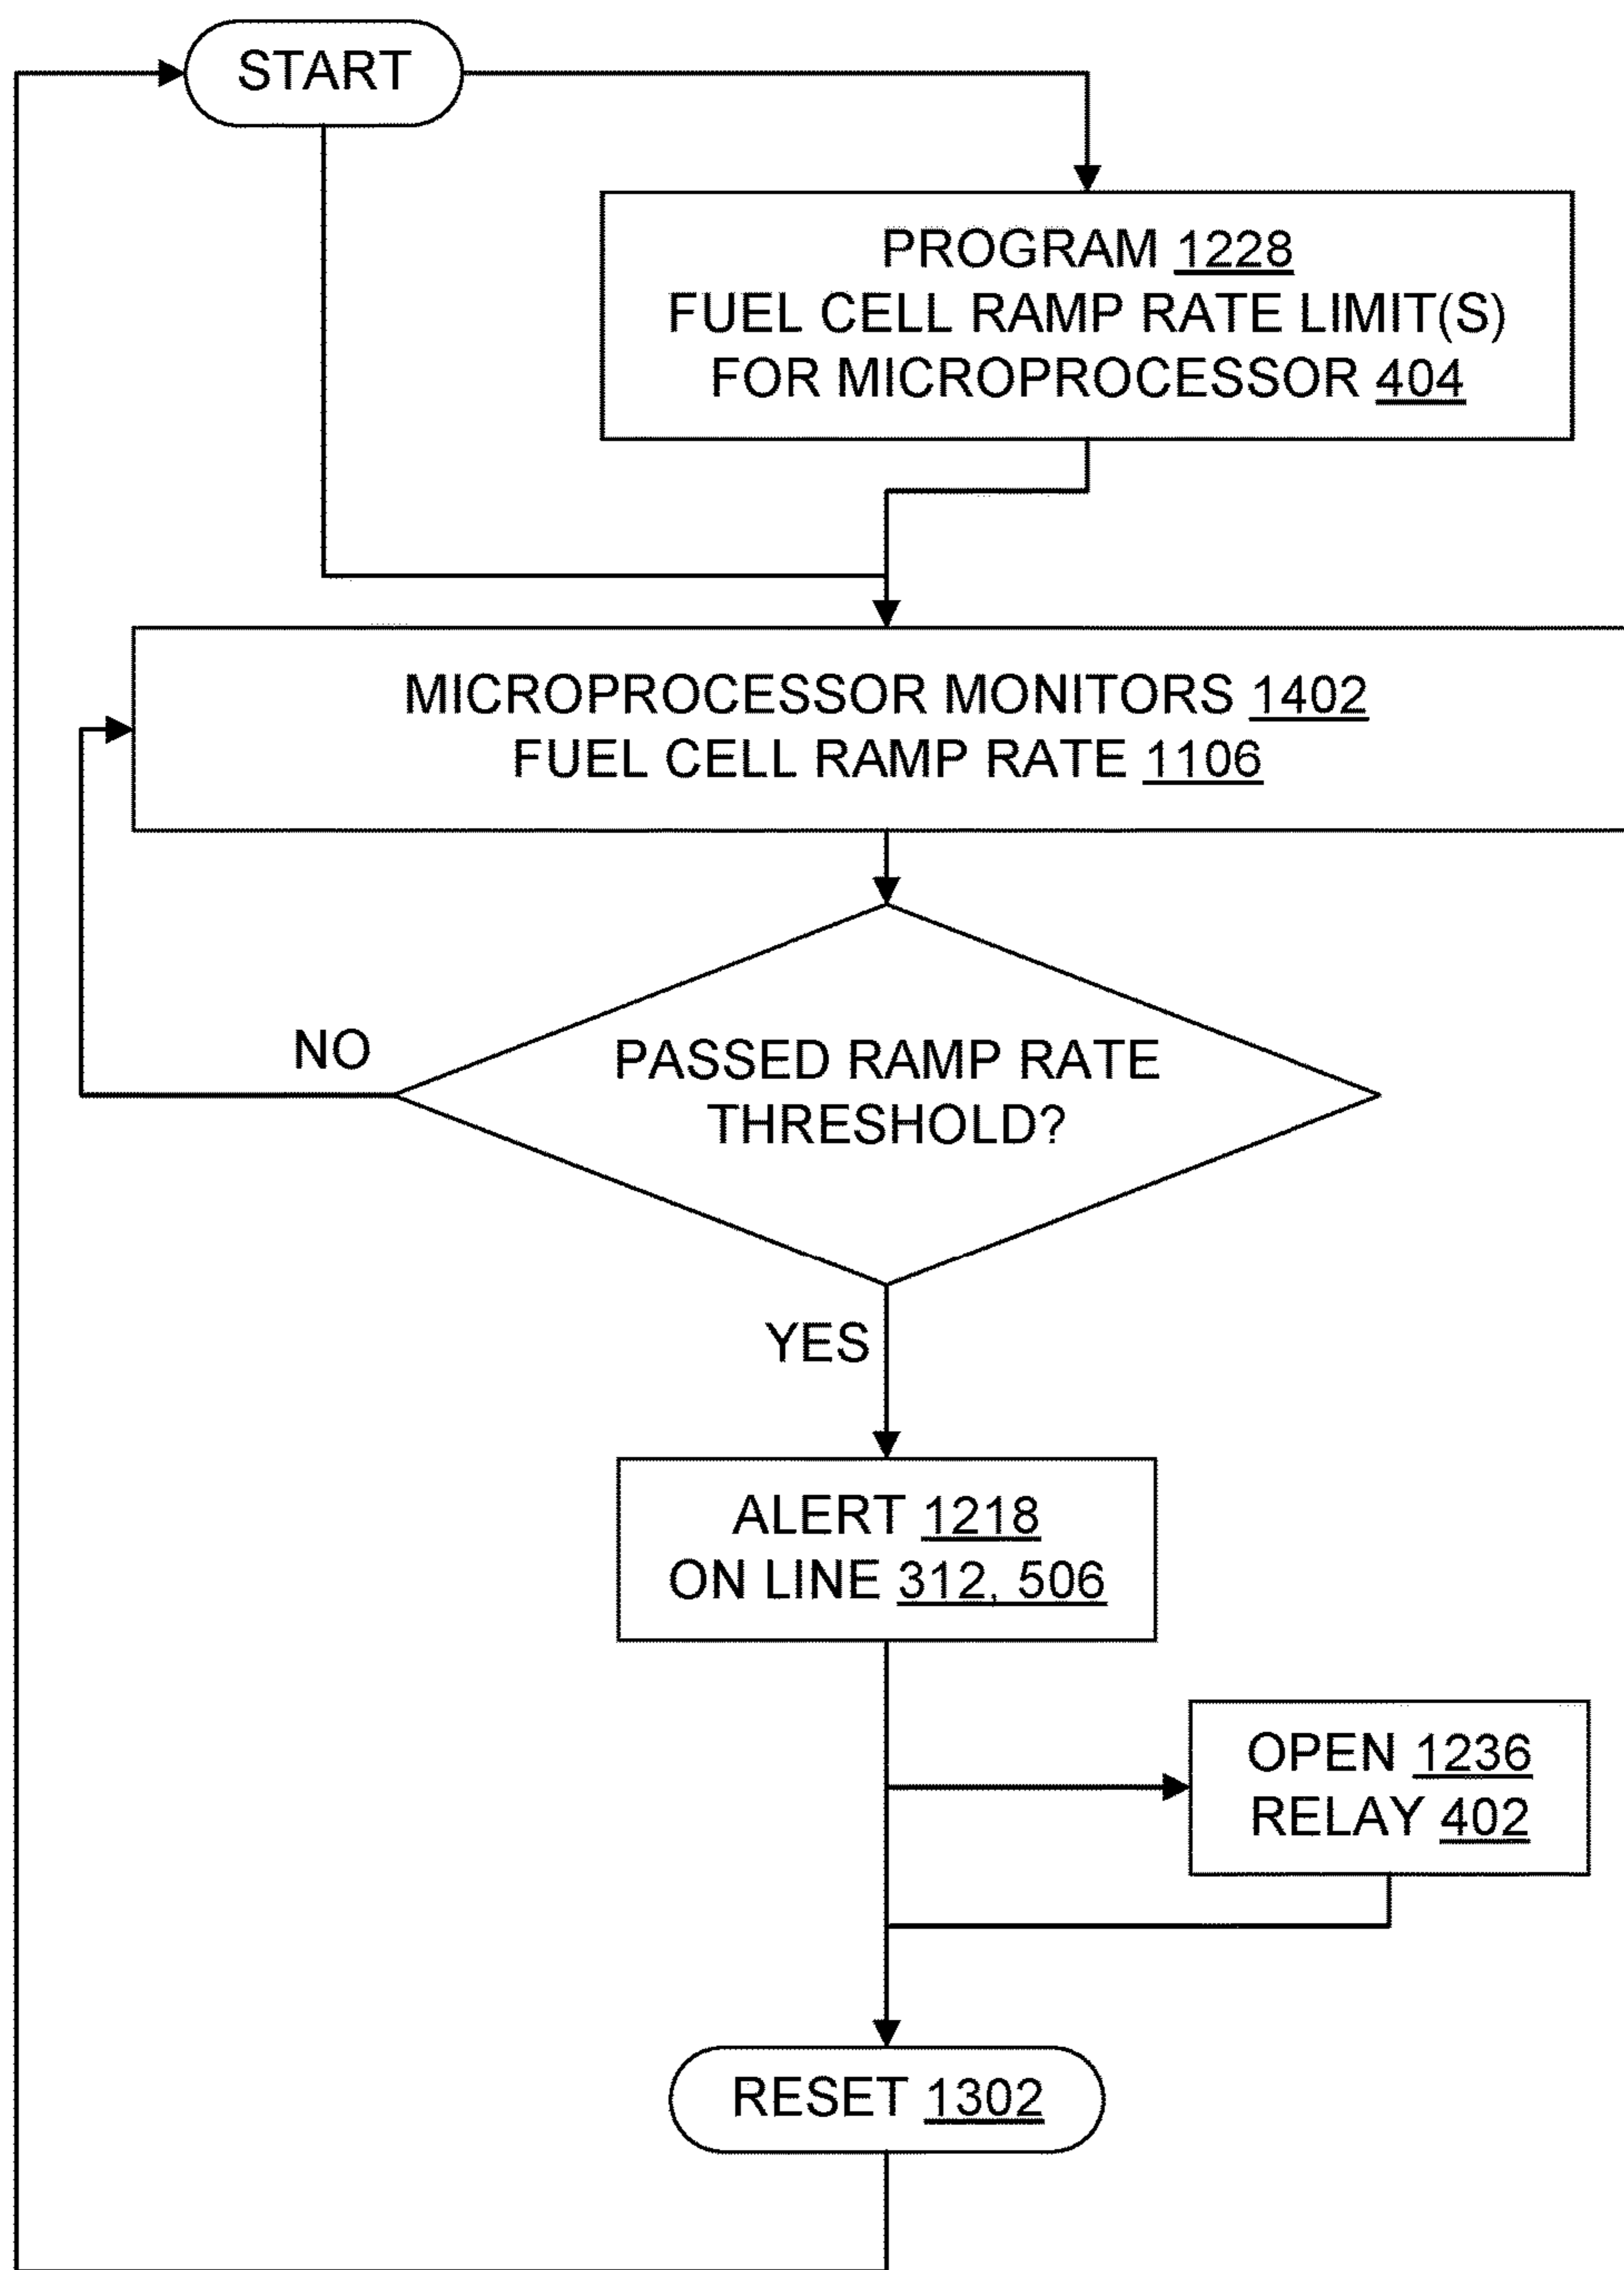 START
PROGRAM 1228
FUEL CELL RAMP RATE LIMIT(S)
FOR MICROPROCESSOR 404
MICROPROCESSOR MONITORS 1402
FUEL CELL RAMP RATE 1106
NO
PASSED RAMP RATE
THRESHOLD?
YES
ALERT 1218
ON LINE 312, 506
OPEN 1236
RELAY 402
RESET 1302